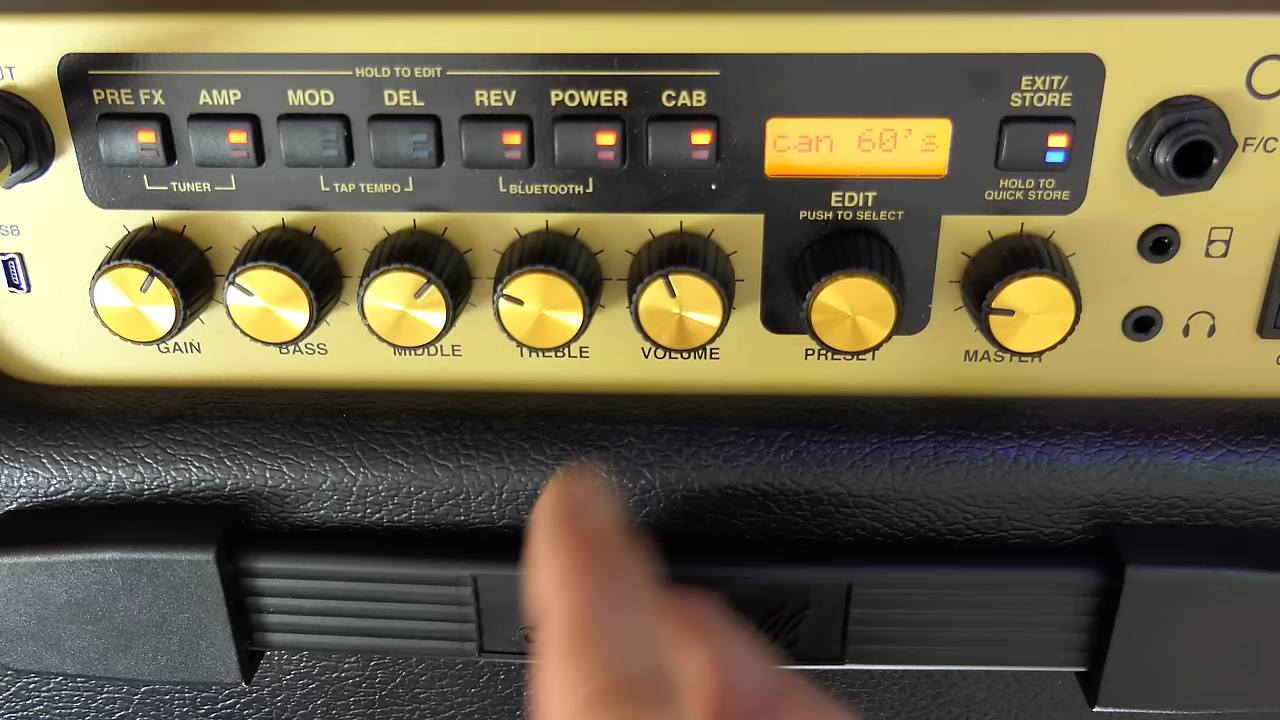 HOLD TO EDIT
PRE FX AMP MOD DEL REV POWER CAB
EXIT/
STORE
can 60's
TUNER TAP TEMPO BLUETOOTH
HOLD TO
QUICK STORE
EDIT
PUSH TO SELECT
F/C
GAIN BASS MIDDLE TREBLE VOLUME PRESET MASTER